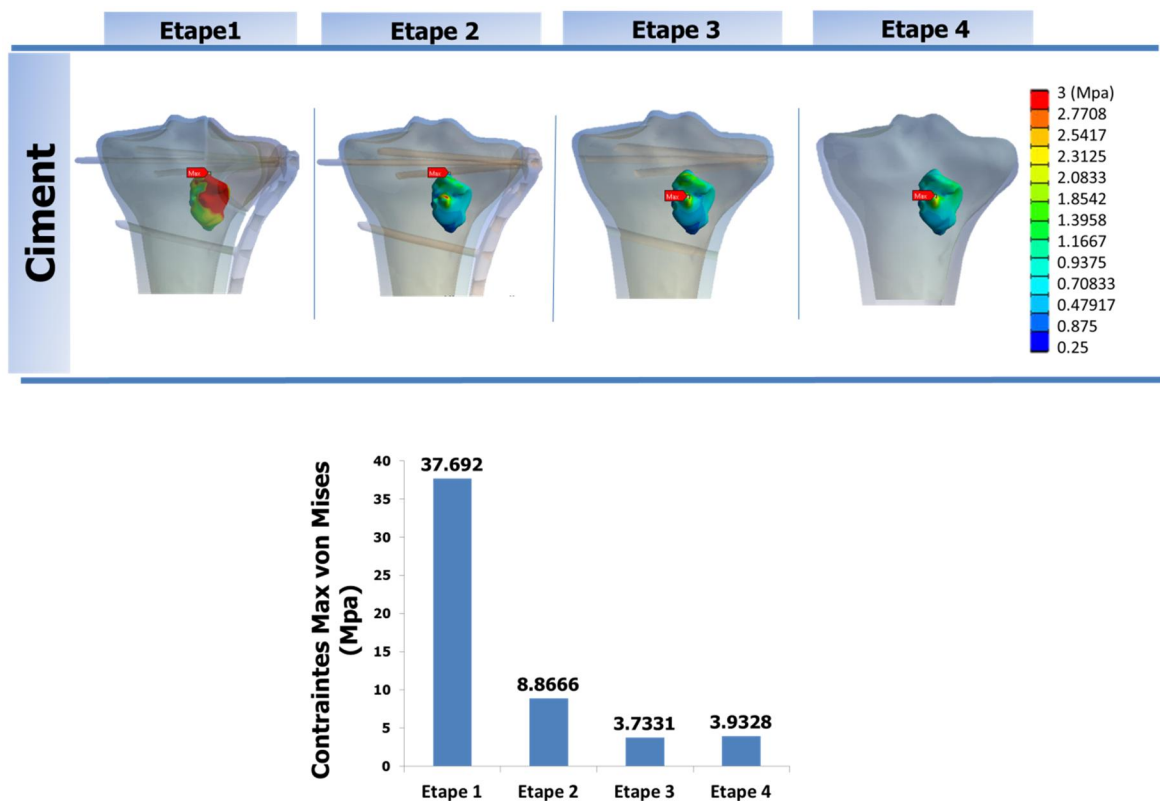 Etape1
Etape 2
Etape 3
Etape 4
Ciment
Max
Max
Max
Max
3 (Mpa)
2.7708
2.5417
2.3125
2.0833
1.8542
1.3958
1.1667
0.9375
0.70833
0.47917
0.875
0.25
Contraintes Max von Mises
(Mpa)
40
35
30
25
20
15
10
5
0
37.692
8.8666
3.7331
3.9328
Etape 1
Etape 2
Etape 3
Etape 4